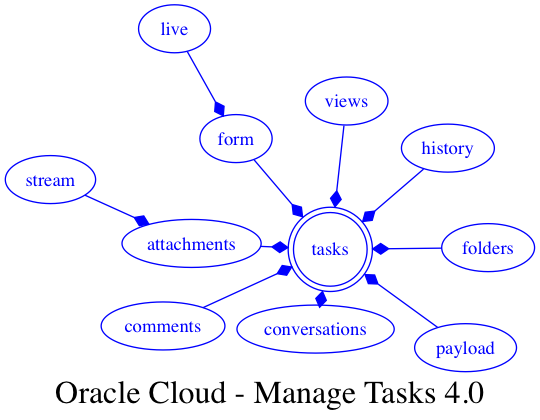 live
views
form
history
stream
attachments
tasks
folders
comments
conversations
payload
Oracle Cloud - Manage Tasks 4.0